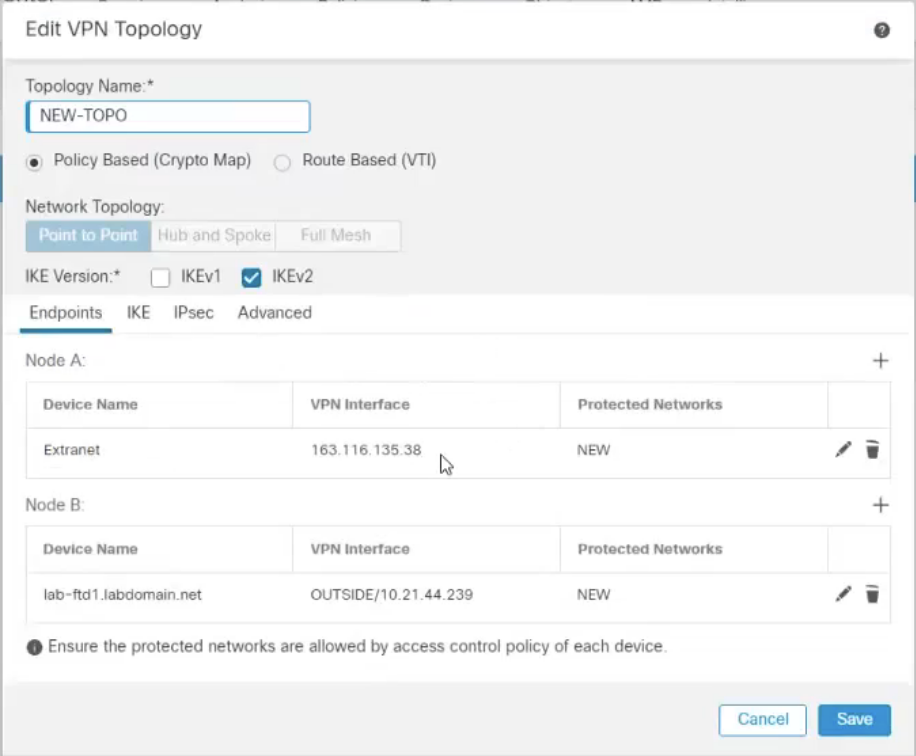 Edit VPN Topology
Topology Name:*
NEW-TOPO
Policy Based (Crypto Map) Route Based (VTI)
Network Topology:
Point to Point Hub and Spoke Full Mesh
IKE Version:* IKEv1 IKEv2
Endpoints IKE IPsec Advanced
Node A:
Device Name VPN Interface Protected Networks
Extranet 163.116.135.38 NEW
Node B:
Device Name VPN Interface Protected Networks
lab-ftd1.labdomain.net OUTSIDE/10.21.44.239 NEW
Ensure the protected networks are allowed by access control policy of each device.
Cancel Save